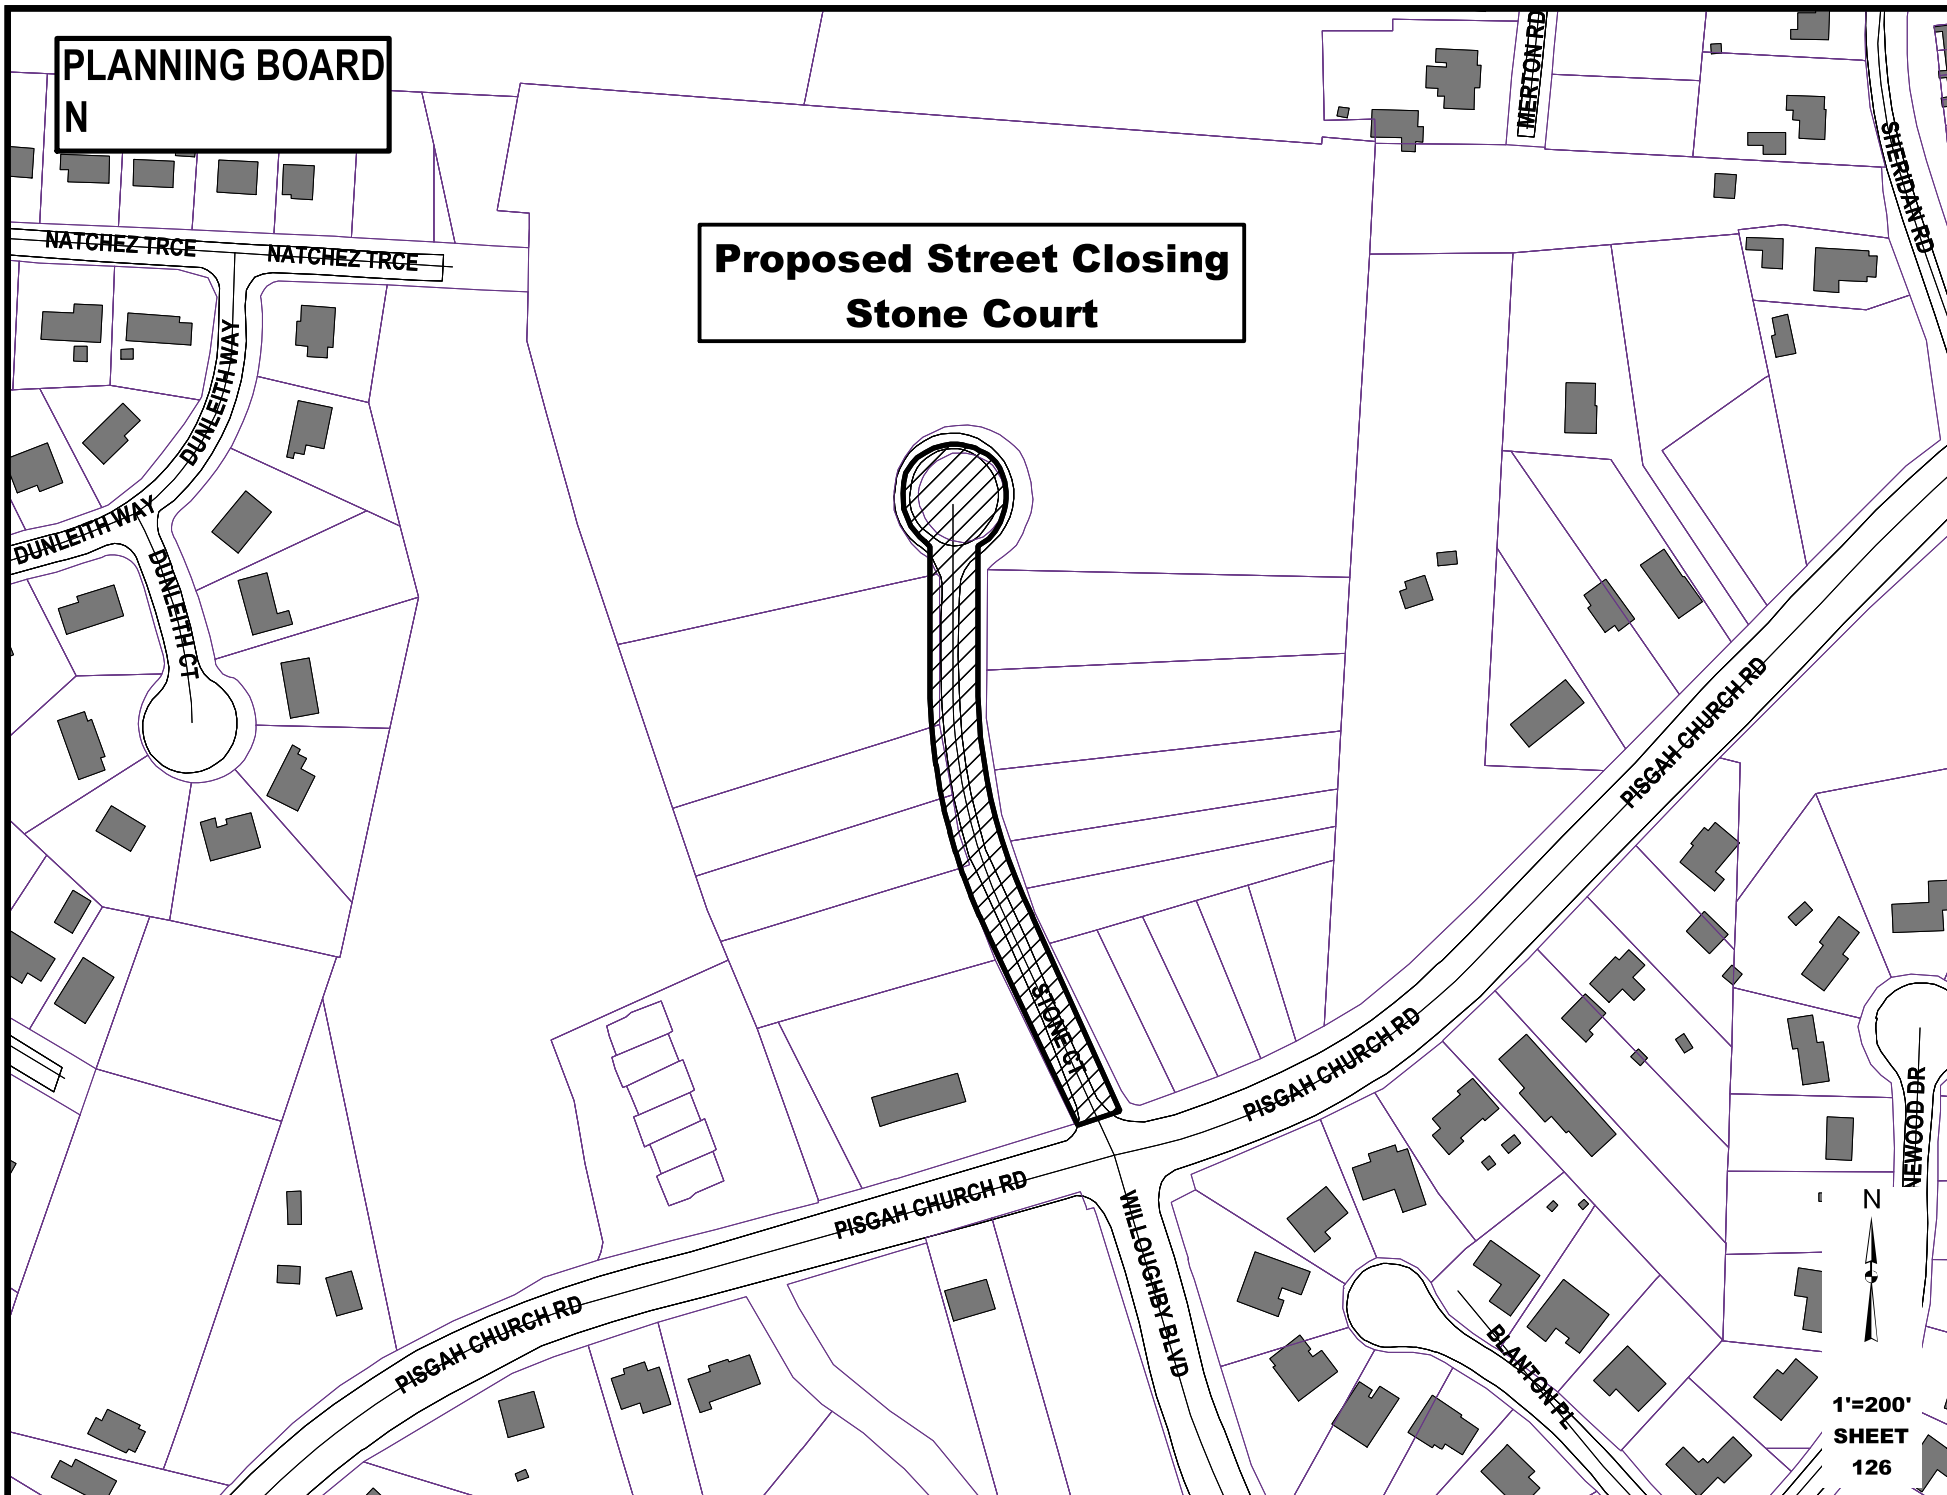 PLANNING BOARD
N
MERTON RD
SHERIDAN RD
NATCHEZ TRCE
NATCHEZ TRCE
Proposed Street Closing
Stone Court
DUNLEITH WAY
DUNLEITH WAY
DUNLEITH CT
PISGAH CHURCH RD
STONE CT
PISGAH CHURCH RD
NEWOOD DR
PISGAH CHURCH RD
WILLOUGHBY BLVD
N
PISGAH CHURCH RD
BLANTON PL
1'=200'
SHEET
126